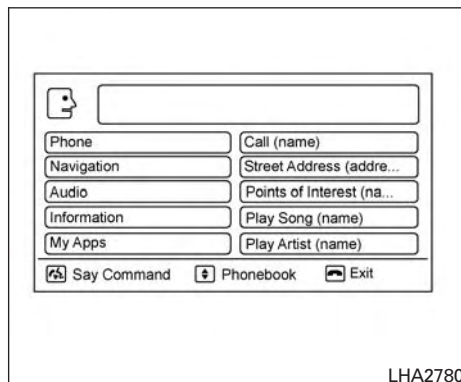 Phone Call (name)
Navigation Street Address (addre...
Audio Points of Interest (na...
Information Play Song (name)
My Apps Play Artist (name)
Say Command Phonebook Exit
LHA2780